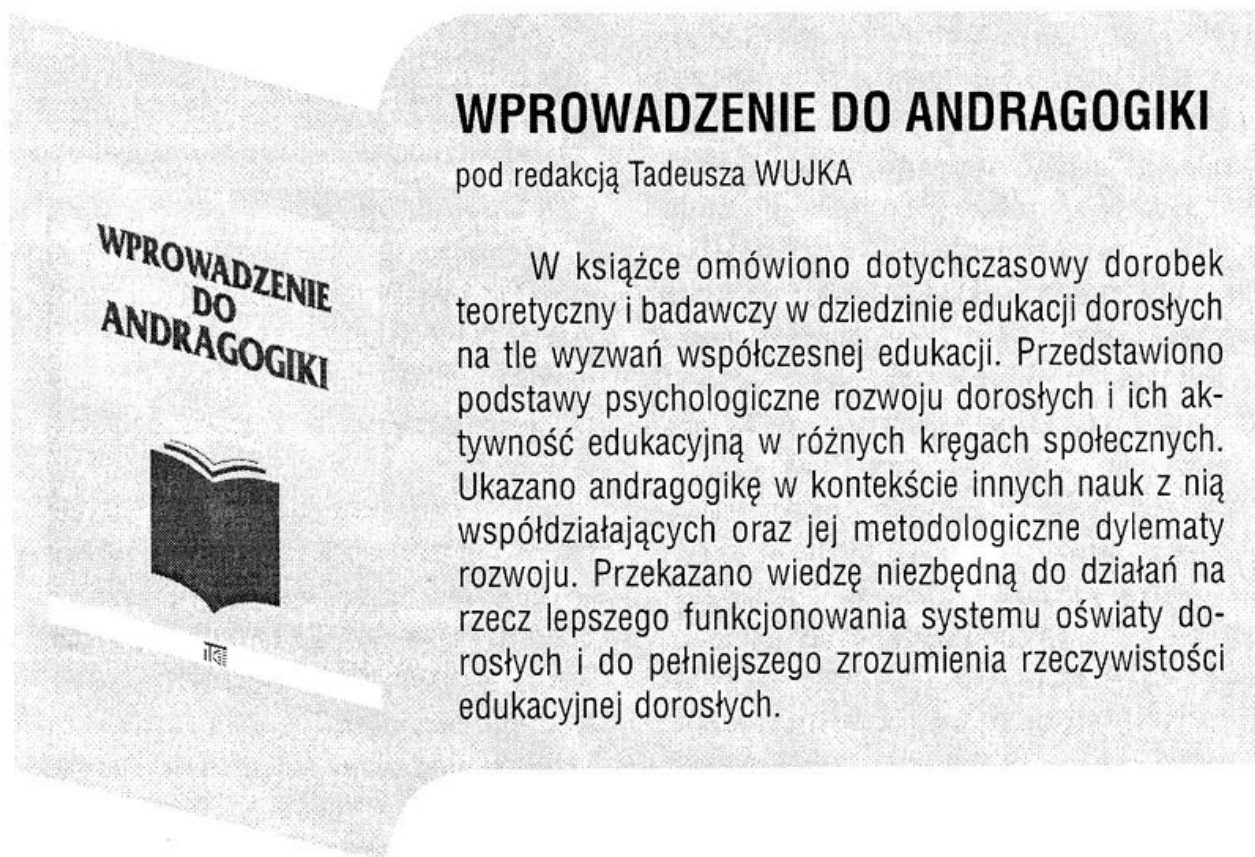 WPROWADZENIE
DO
ANDRAGOGIKI
WPROWADZENIE DO ANDRAGOGIKI
pod redakcją Tadeusza WUJKA
W książce omówiono dotychczasowy dorobek
teoretyczny i badawczy w dziedzinie edukacji dorosłych
na tle wyzwań współczesnej edukacji. Przedstawiono
podstawy psychologiczne rozwoju dorosłych i ich ak-
tywność edukacyjną w różnych kręgach społecznych.
Ukazano andragogikę w kontekście innych nauk z nią
współdziałających oraz jej metodologiczne dylematy
rozwoju. Przekazano wiedzę niezbędną do działań na
rzecz lepszego funkcjonowania systemu oświaty do-
rosłych i do pełniejszego zrozumienia rzeczywistości
edukacyjnej dorosłych.